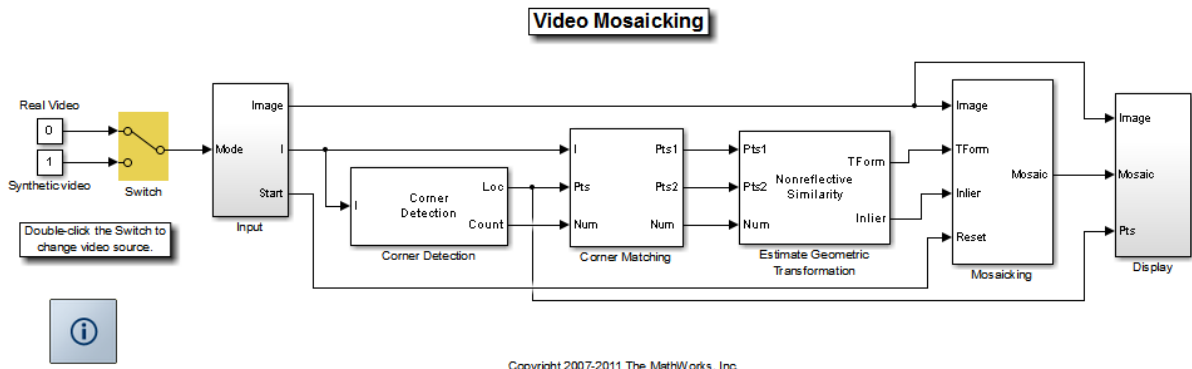 Video Mosaicking
Real Video
0
1
Synthetic video
Switch
Double-click the Switch to
change video source.
Mode
Image
I
Start
Input
I
Corner
Detection
Loc
Count
Corner Detection
I
Pts
Num
Pts1
Pts2
Num
Corner Matching
Pts1
Pts2
Num
Nonreflective
Similarity
TForm
Inlier
Estimate Geometric
Transformation
Image
TForm
Inlier
Reset
Mosaic
Mosaicking
Image
Mosaic
Pts
Display
i
Copyright 2007-2011 The MathWorks, Inc.